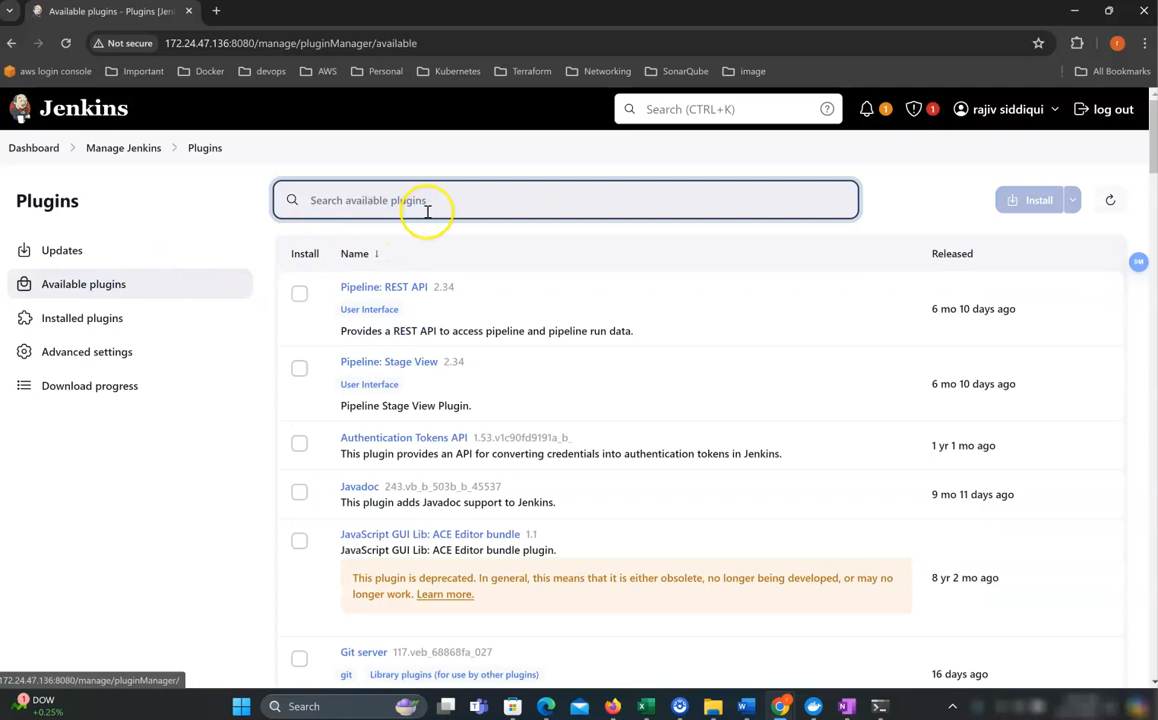 Available plugins - Plugins [Jen
Not secure 172.24.47.136:8080/manage/pluginManager/available
aws login console Important Docker devops AWS Personal Kubernetes Terraform Networking SonarQube image All Bookmarks
Jenkins Search (CTRL+K) 1 1 rajiv siddiqui log out
Dashboard Manage Jenkins Plugins
Plugins
Search available plugins
Install
Updates
Available plugins
Installed plugins
Advanced settings
Download progress
Install Name ↓ Released
Pipeline: REST API 2.34
User Interface
Provides a REST API to access pipeline and pipeline run data.
6 mo 10 days ago
Pipeline: Stage View 2.34
User Interface
Pipeline Stage View Plugin.
6 mo 10 days ago
Authentication Tokens API 1.53.v1c90fd9191a_b_
This plugin provides an API for converting credentials into authentication tokens in Jenkins.
1 yr 1 mo ago
Javadoc 243.vb_b_503b_b_45537
This plugin adds Javadoc support to Jenkins.
9 mo 11 days ago
JavaScript GUI Lib: ACE Editor bundle 1.1
JavaScript GUI Lib: ACE Editor bundle plugin.
This plugin is deprecated. In general, this means that it is either obsolete, no longer being developed, or may no
longer work. Learn more.
8 yr 2 mo ago
Git server 117.veb_68868fa_027
git Library plugins (for use by other plugins)
16 days ago
DM
172.24.47.136:8080/manage/pluginManager/
1 DOW
+0.25%
Search